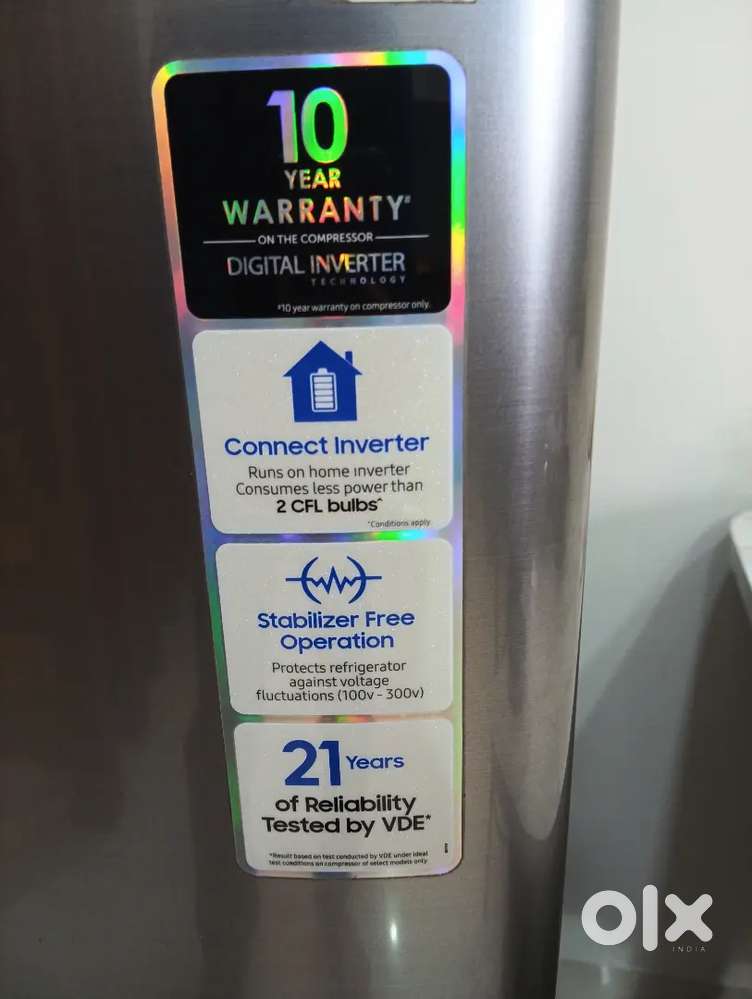 10
YEAR
WARRANTY#
ON THE COMPRESSOR
DIGITAL INVERTER
TECHNOLOGY
#10 year warranty on compressor only.
Connect Inverter
Runs on home inverter
Consumes less power than
2 CFL bulbs^
^Conditions apply
Stabilizer Free
Operation
Protects refrigerator
against voltage
fluctuations (100v - 300v)
21 Years
of Reliability
Tested by VDE*
*Result based on test conducted by VDE under ideal
test conditions on compressor of select models only
olx
INDIA